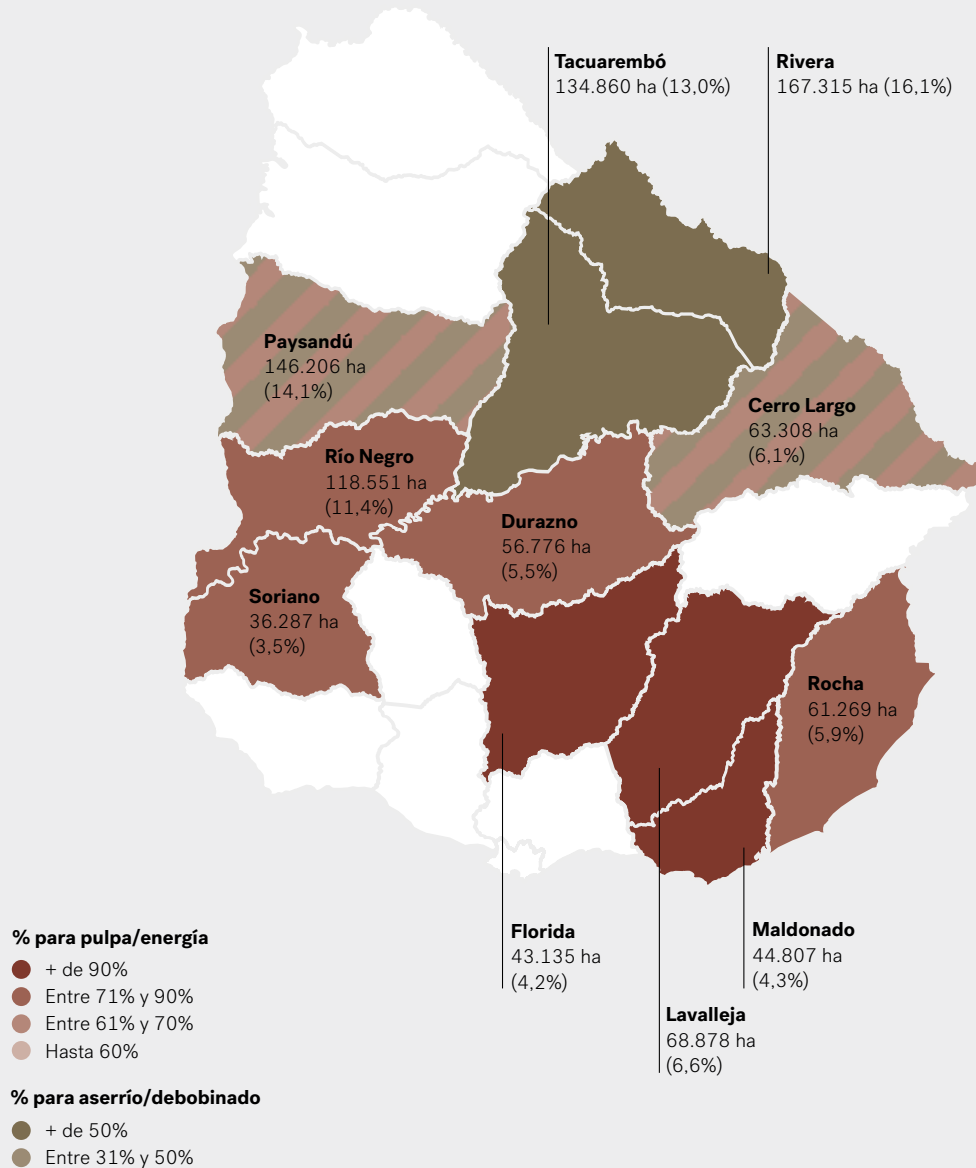 Tacuarembó
134.860 ha (13,0%)
Rivera
167.315 ha (16,1%)
Paysandú
146.206 ha
(14,1%)
Cerro Largo
63.308 ha
(6,1%)
Río Negro
118.551 ha
(11,4%)
Durazno
56.776 ha
(5,5%)
Soriano
36.287 ha
(3,5%)
Rocha
61.269 ha
(5,9%)
Florida
43.135 ha
(4,2%)
Maldonado
44.807 ha
(4,3%)
Lavalleja
68.878 ha
(6,6%)
% para pulpa/energía
+ de 90%
Entre 71% y 90%
Entre 61% y 70%
Hasta 60%
% para aserrío/debobinado
+ de 50%
Entre 31% y 50%